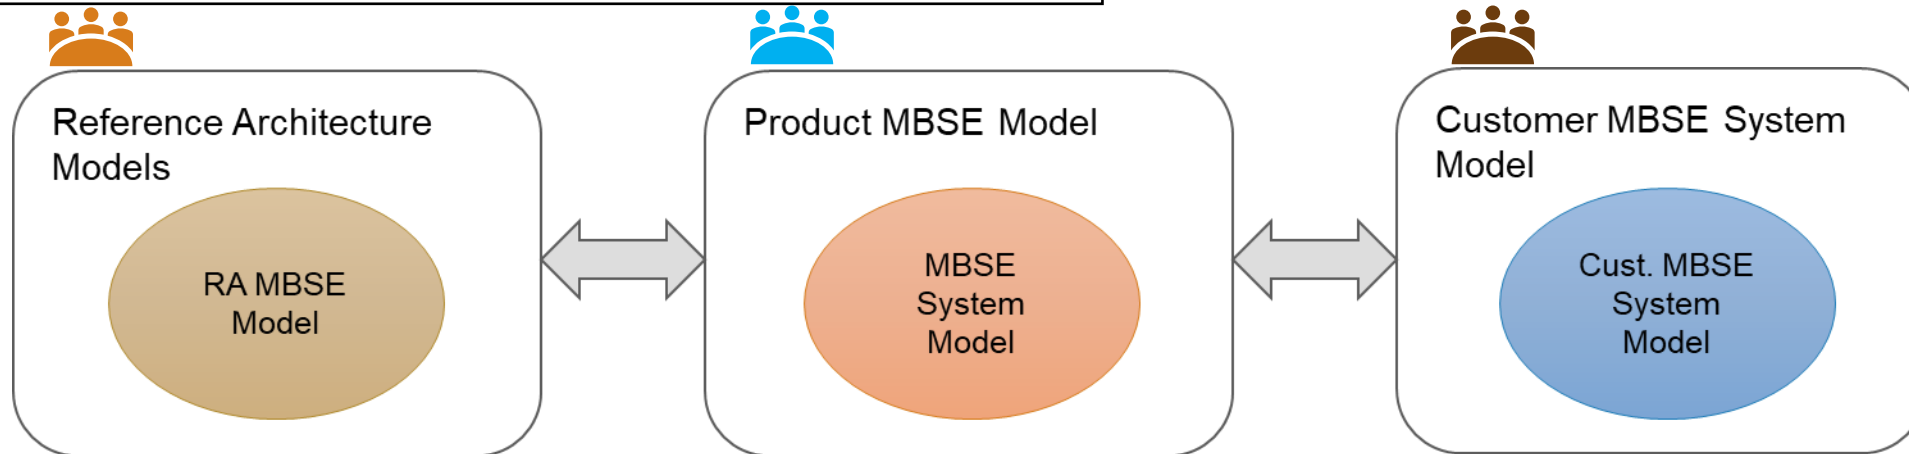 Reference Architecture
Models
RA MBSE
Model
Product MBSE Model
MBSE
System
Model
Customer MBSE System
Model
Cust. MBSE
System
Model